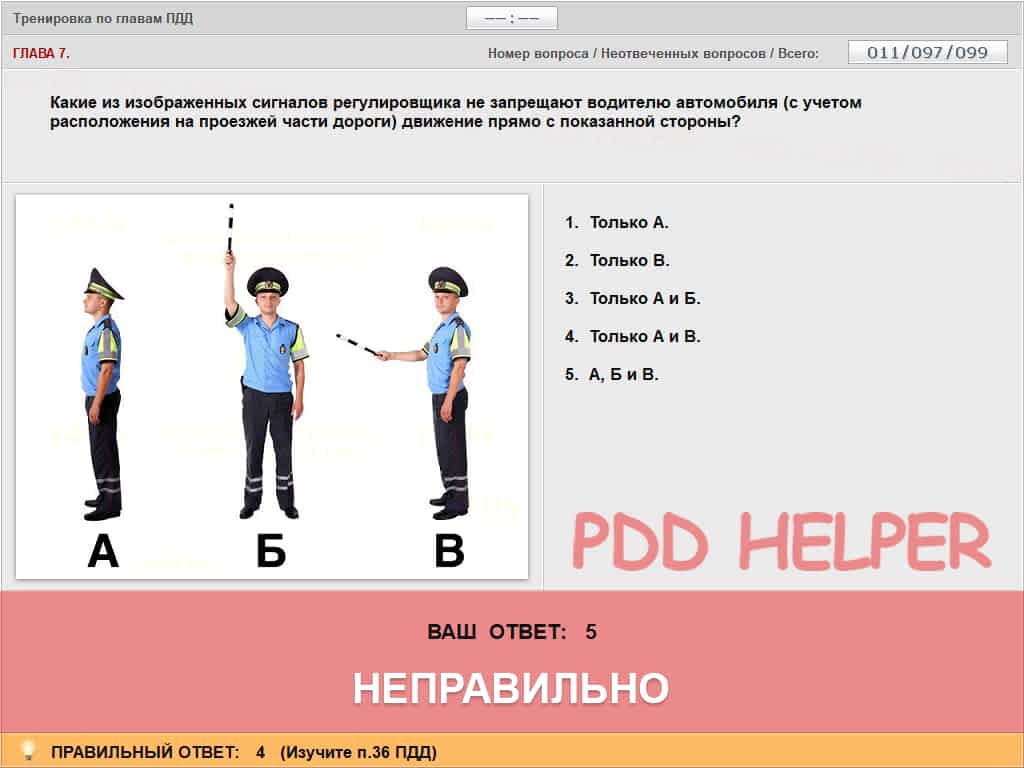 Тренировка по главам ПДД
—— : ——
ГЛАВА 7.
Номер вопроса / Неотвеченных вопросов / Всего:
011/097/099
Какие из изображенных сигналов регулировщика не запрещают водителю автомобиля (с учетом
расположения на проезжей части дороги) движение прямо с показанной стороны?
1. Только А.
2. Только В.
3. Только А и Б.
4. Только А и В.
5. А, Б и В.
А
Б
В
PDD HELPER
ВАШ ОТВЕТ: 5
НЕПРАВИЛЬНО
ПРАВИЛЬНЫЙ ОТВЕТ: 4 (Изучите п.36 ПДД)